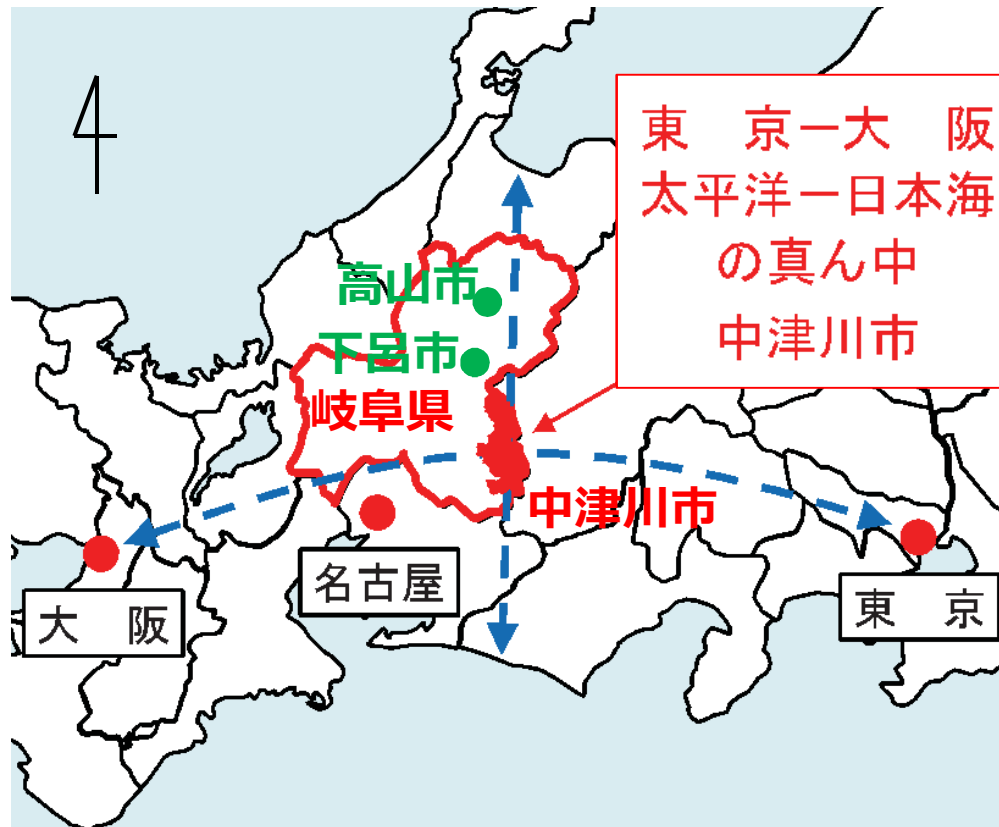 東　京ー大　阪
太平洋ー日本海
の真ん中
中津川市
高山市
下呂市
岐阜県
中津川市
名古屋
大　阪
東　京